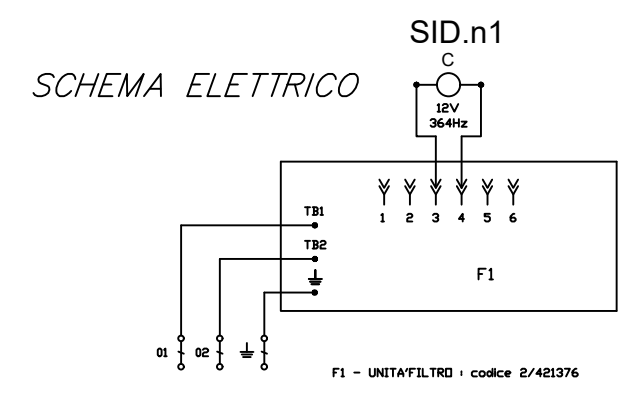 SID.n1
C
SCHEMA ELETTRICO
12V
364Hz
1 2 3 4 5 6
TB1
TB2
F1
01 02
F1 - UNITA'FILTRO : codice 2/421376